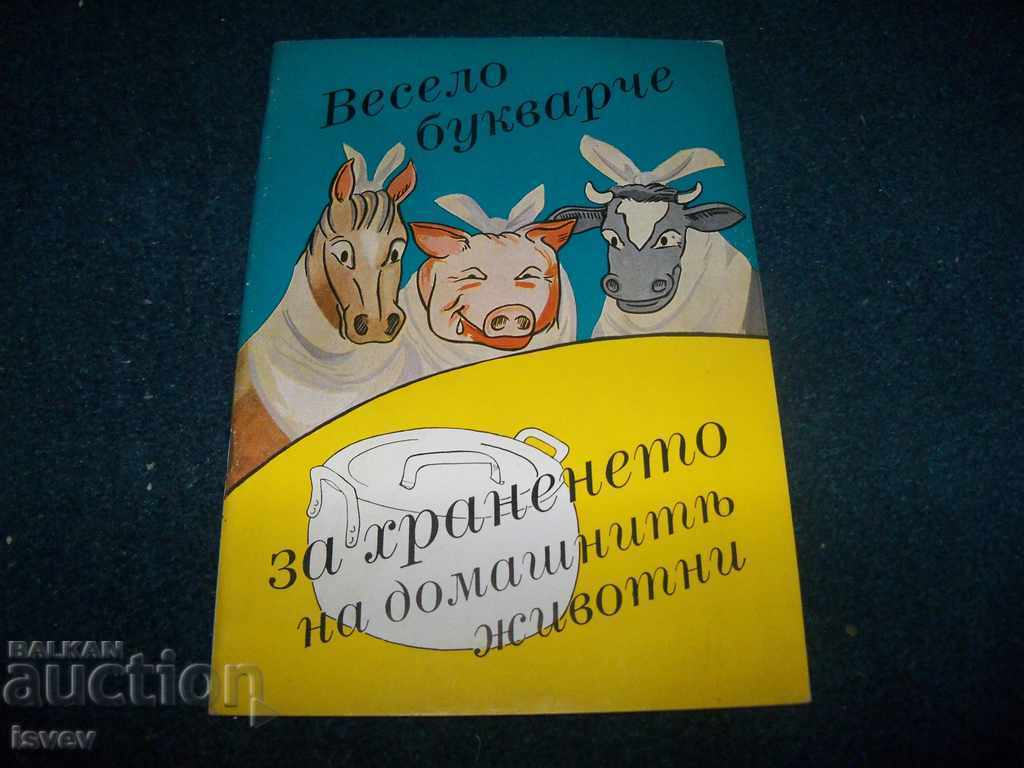 Весело
букварче
за храненето
на домашнитѣ
животни
BALKAN
auction
isvev